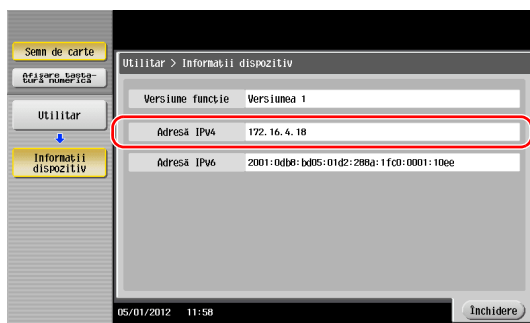 Semn de carte
Afişare tasta-
tură numerică
Utilitar
Informaţii
dispozitiv
Utilitar > Informaţii dispozitiv
Versiune funcţie Versiunea 1
Adresă IPv4 172.16.4.18
Adresă IPv6 2001:0db8:bd05:01d2:288a:1fc0:0001:10ee
05/01/2012 11:58
Închidere